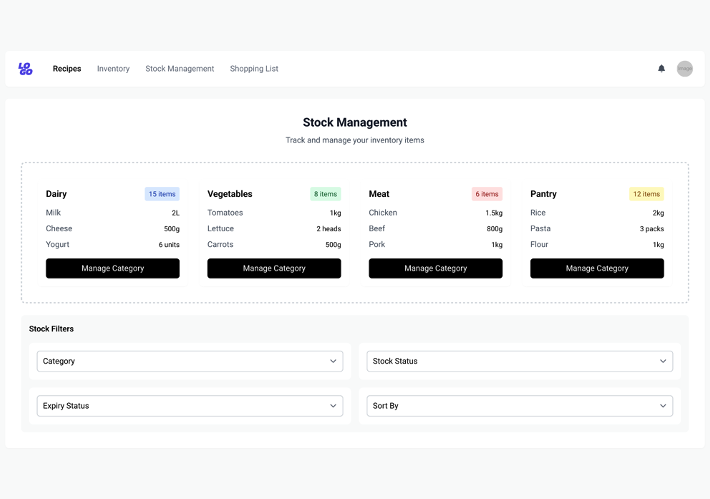 LOGO
Recipes Inventory Stock Management Shopping List
Stock Management
Track and manage your inventory items
Dairy 15 items
Milk 2L
Cheese 500g
Yogurt 6 units
Manage Category
Vegetables 8 items
Tomatoes 1kg
Lettuce 2 heads
Carrots 500g
Manage Category
Meat 6 items
Chicken 1.5kg
Beef 800g
Pork 1kg
Manage Category
Pantry 12 items
Rice 2kg
Pasta 3 packs
Flour 1kg
Manage Category
Stock Filters
Category
Stock Status
Expiry Status
Sort By